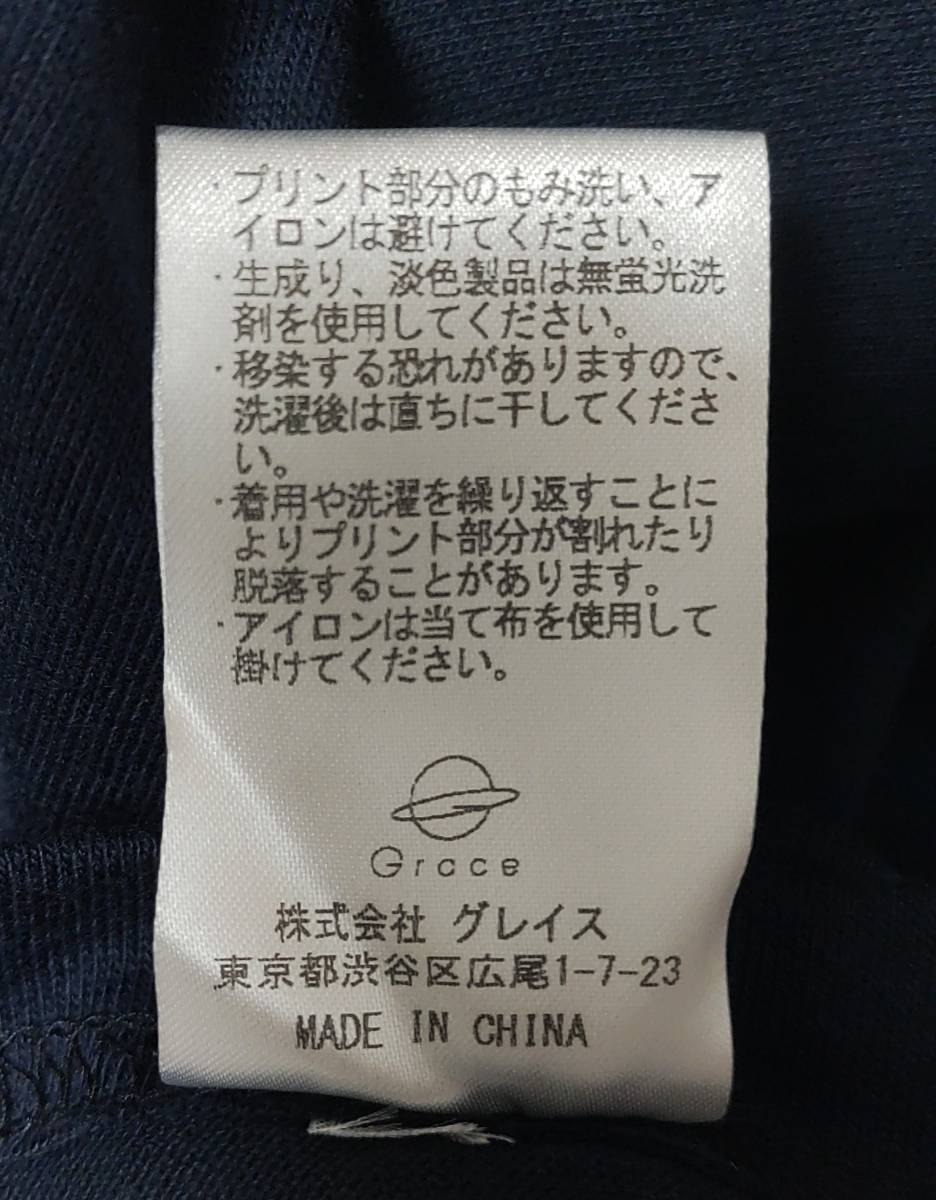 ・プリント部分のもみ洗い、ア
イロンは避けてください。
・生成り、淡色製品は無蛍光洗
剤を使用してください。
・移染する恐れがありますので、
洗濯後は直ちに干してくださ
い。
・着用や洗濯を繰り返すことに
よりプリント部分が割れたり
脱落することがあります。
・アイロンは当て布を使用して
掛けてください。
Grace
株式会社 グレイス
東京都渋谷区広尾1-7-23
MADE IN CHINA